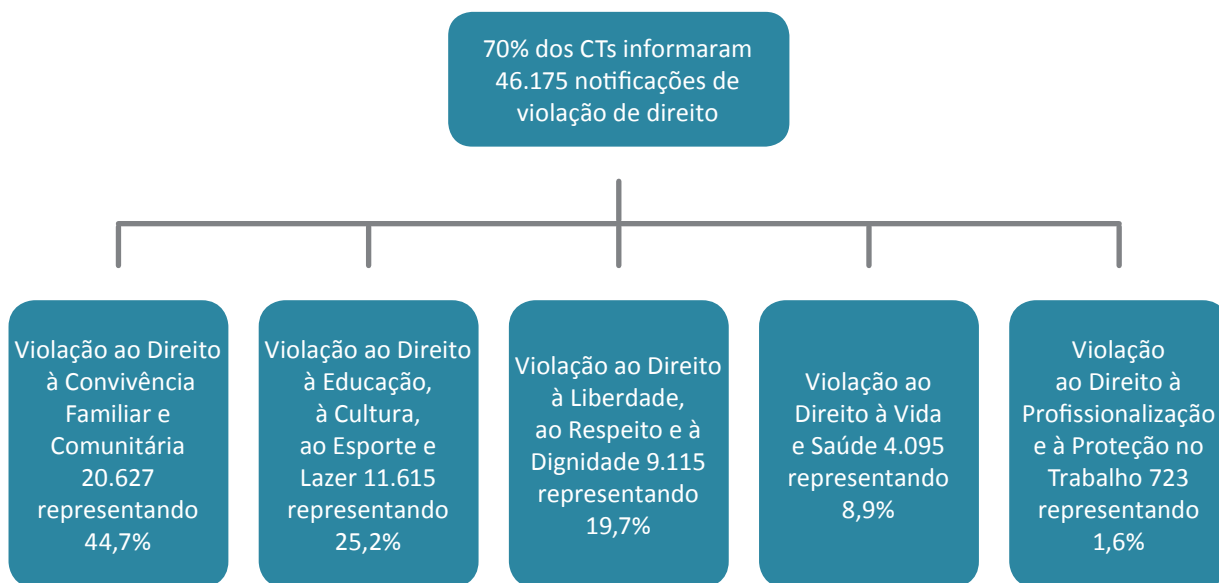 70% dos CTs informaram
46.175 notificações de
violação de direito
Violação ao Direito
à Convivência
Familiar e
Comunitária
20.627
representando
44,7%
Violação ao Direito
à Educação,
à Cultura,
ao Esporte e
Lazer 11.615
representando
25,2%
Violação ao Direito
à Liberdade,
ao Respeito e à
Dignidade 9.115
representando
19,7%
Violação ao
Direito à Vida
e Saúde 4.095
representando
8,9%
Violação
ao Direito à
Profissionalização
e à Proteção no
Trabalho 723
representando
1,6%